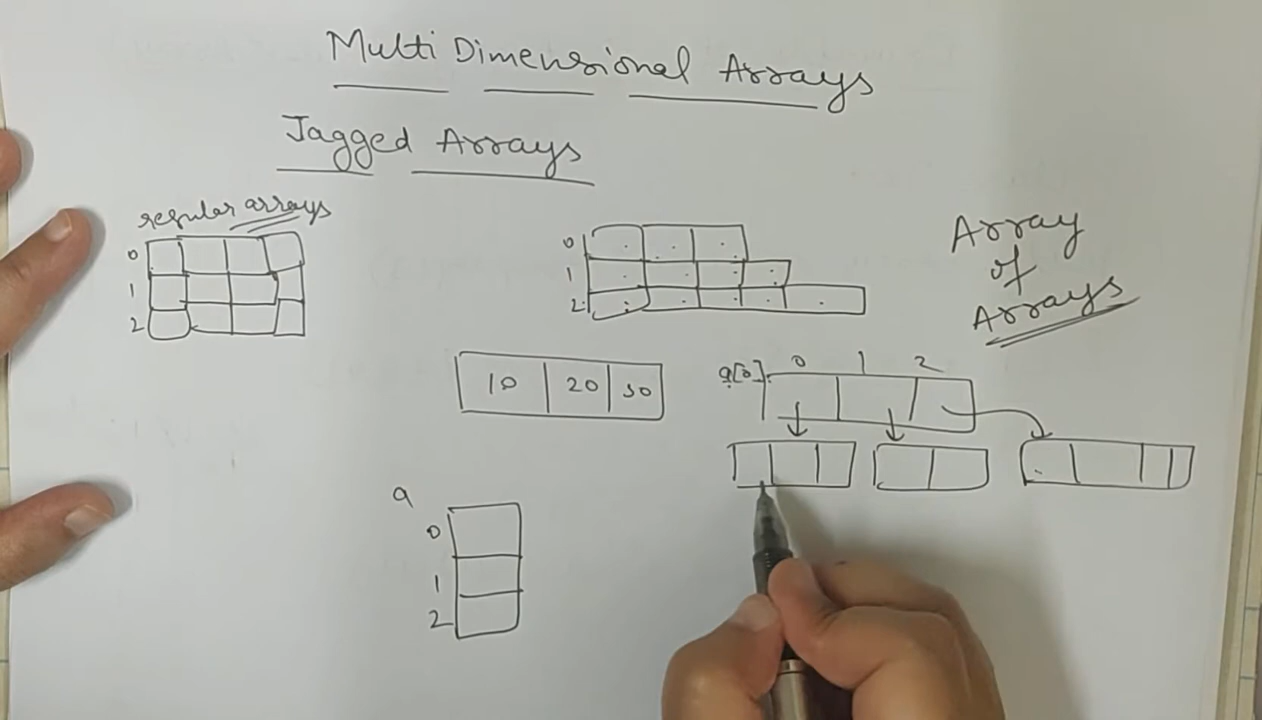 Multi Dimensional Arrays
Jagged Arrays
regular arrays
0
1
2
0
1
2
Array
of
Arrays
10 20 30
a[0] 0 1 2
a
0
1
2